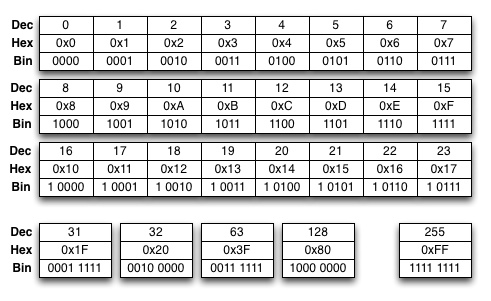 Dec 0 1 2 3 4 5 6 7
Hex 0x0 0x1 0x2 0x3 0x4 0x5 0x6 0x7
Bin 0000 0001 0010 0011 0100 0101 0110 0111
Dec 8 9 10 11 12 13 14 15
Hex 0x8 0x9 0xA 0xB 0xC 0xD 0xE 0xF
Bin 1000 1001 1010 1011 1100 1101 1110 1111
Dec 16 17 18 19 20 21 22 23
Hex 0x10 0x11 0x12 0x13 0x14 0x15 0x16 0x17
Bin 1 0000 1 0001 1 0010 1 0011 1 0100 1 0101 1 0110 1 0111
Dec 31 32 63 128 255
Hex 0x1F 0x20 0x3F 0x80 0xFF
Bin 0001 1111 0010 0000 0011 1111 1000 0000 1111 1111